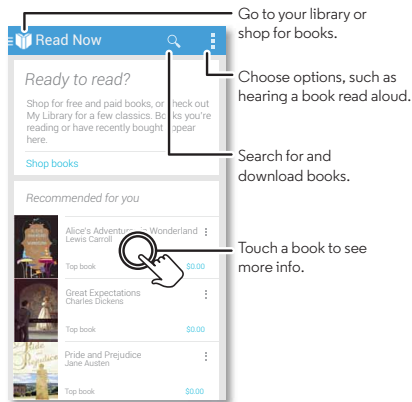 Go to your library or
shop for books.
Read Now
Choose options, such as
hearing a book read aloud.
Ready to read?
Shop for free and paid books, or check out
My Library for a few classics. Books you're
reading or have recently bought appear
here.
Shop books
Search for and
download books.
Recommended for you
Alice's Adventures in Wonderland
Lewis Carroll
Top book $0.00
Touch a book to see
more info.
Great Expectations
Charles Dickens
Top book $0.00
Pride and Prejudice
Jane Austen
Top book $0.00
Pride
and
Prejudice